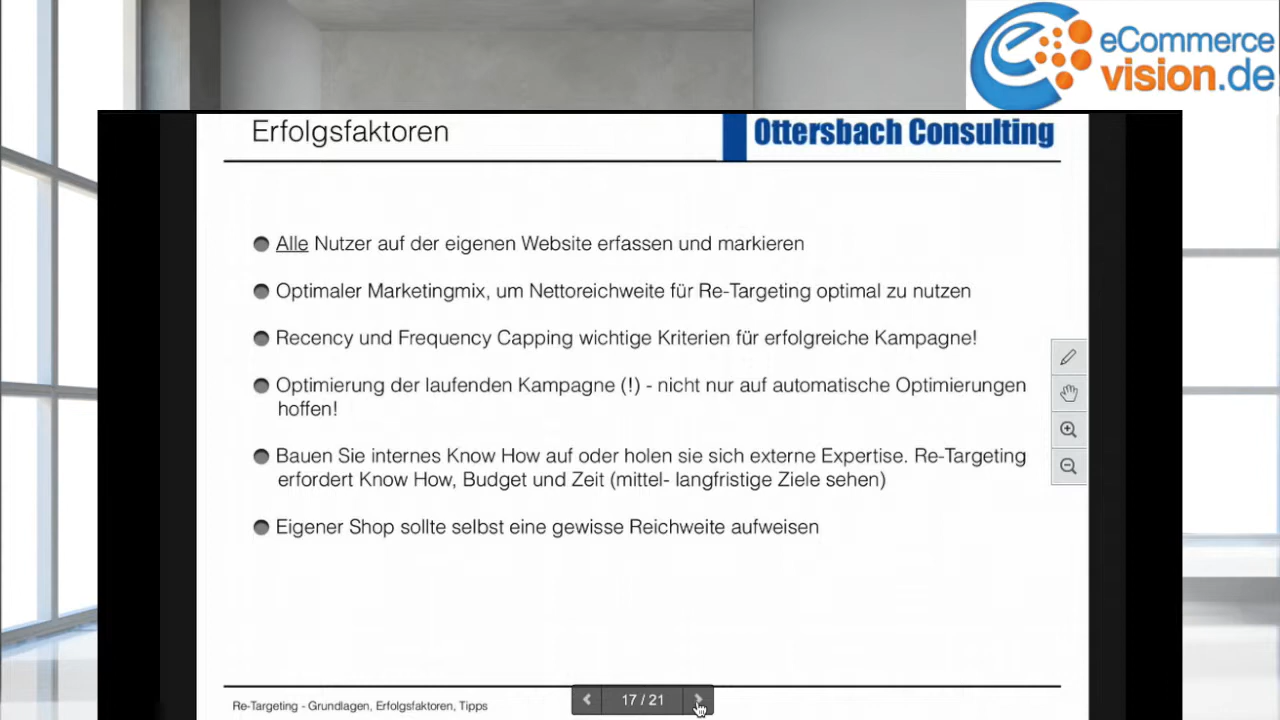 eCommerce
vision.de
Erfolgsfaktoren
Ottersbach Consulting
Alle Nutzer auf der eigenen Website erfassen und markieren
Optimaler Marketingmix, um Nettoreichweite für Re-Targeting optimal zu nutzen
Recency und Frequency Capping wichtige Kriterien für erfolgreiche Kampagne!
Optimierung der laufenden Kampagne (!) - nicht nur auf automatische Optimierungen
hoffen!
Bauen Sie internes Know How auf oder holen sie sich externe Expertise. Re-Targeting
erfordert Know How, Budget und Zeit (mittel- langfristige Ziele sehen)
Eigener Shop sollte selbst eine gewisse Reichweite aufweisen
Re-Targeting - Grundlagen, Erfolgsfaktoren, Tipps
17 / 21